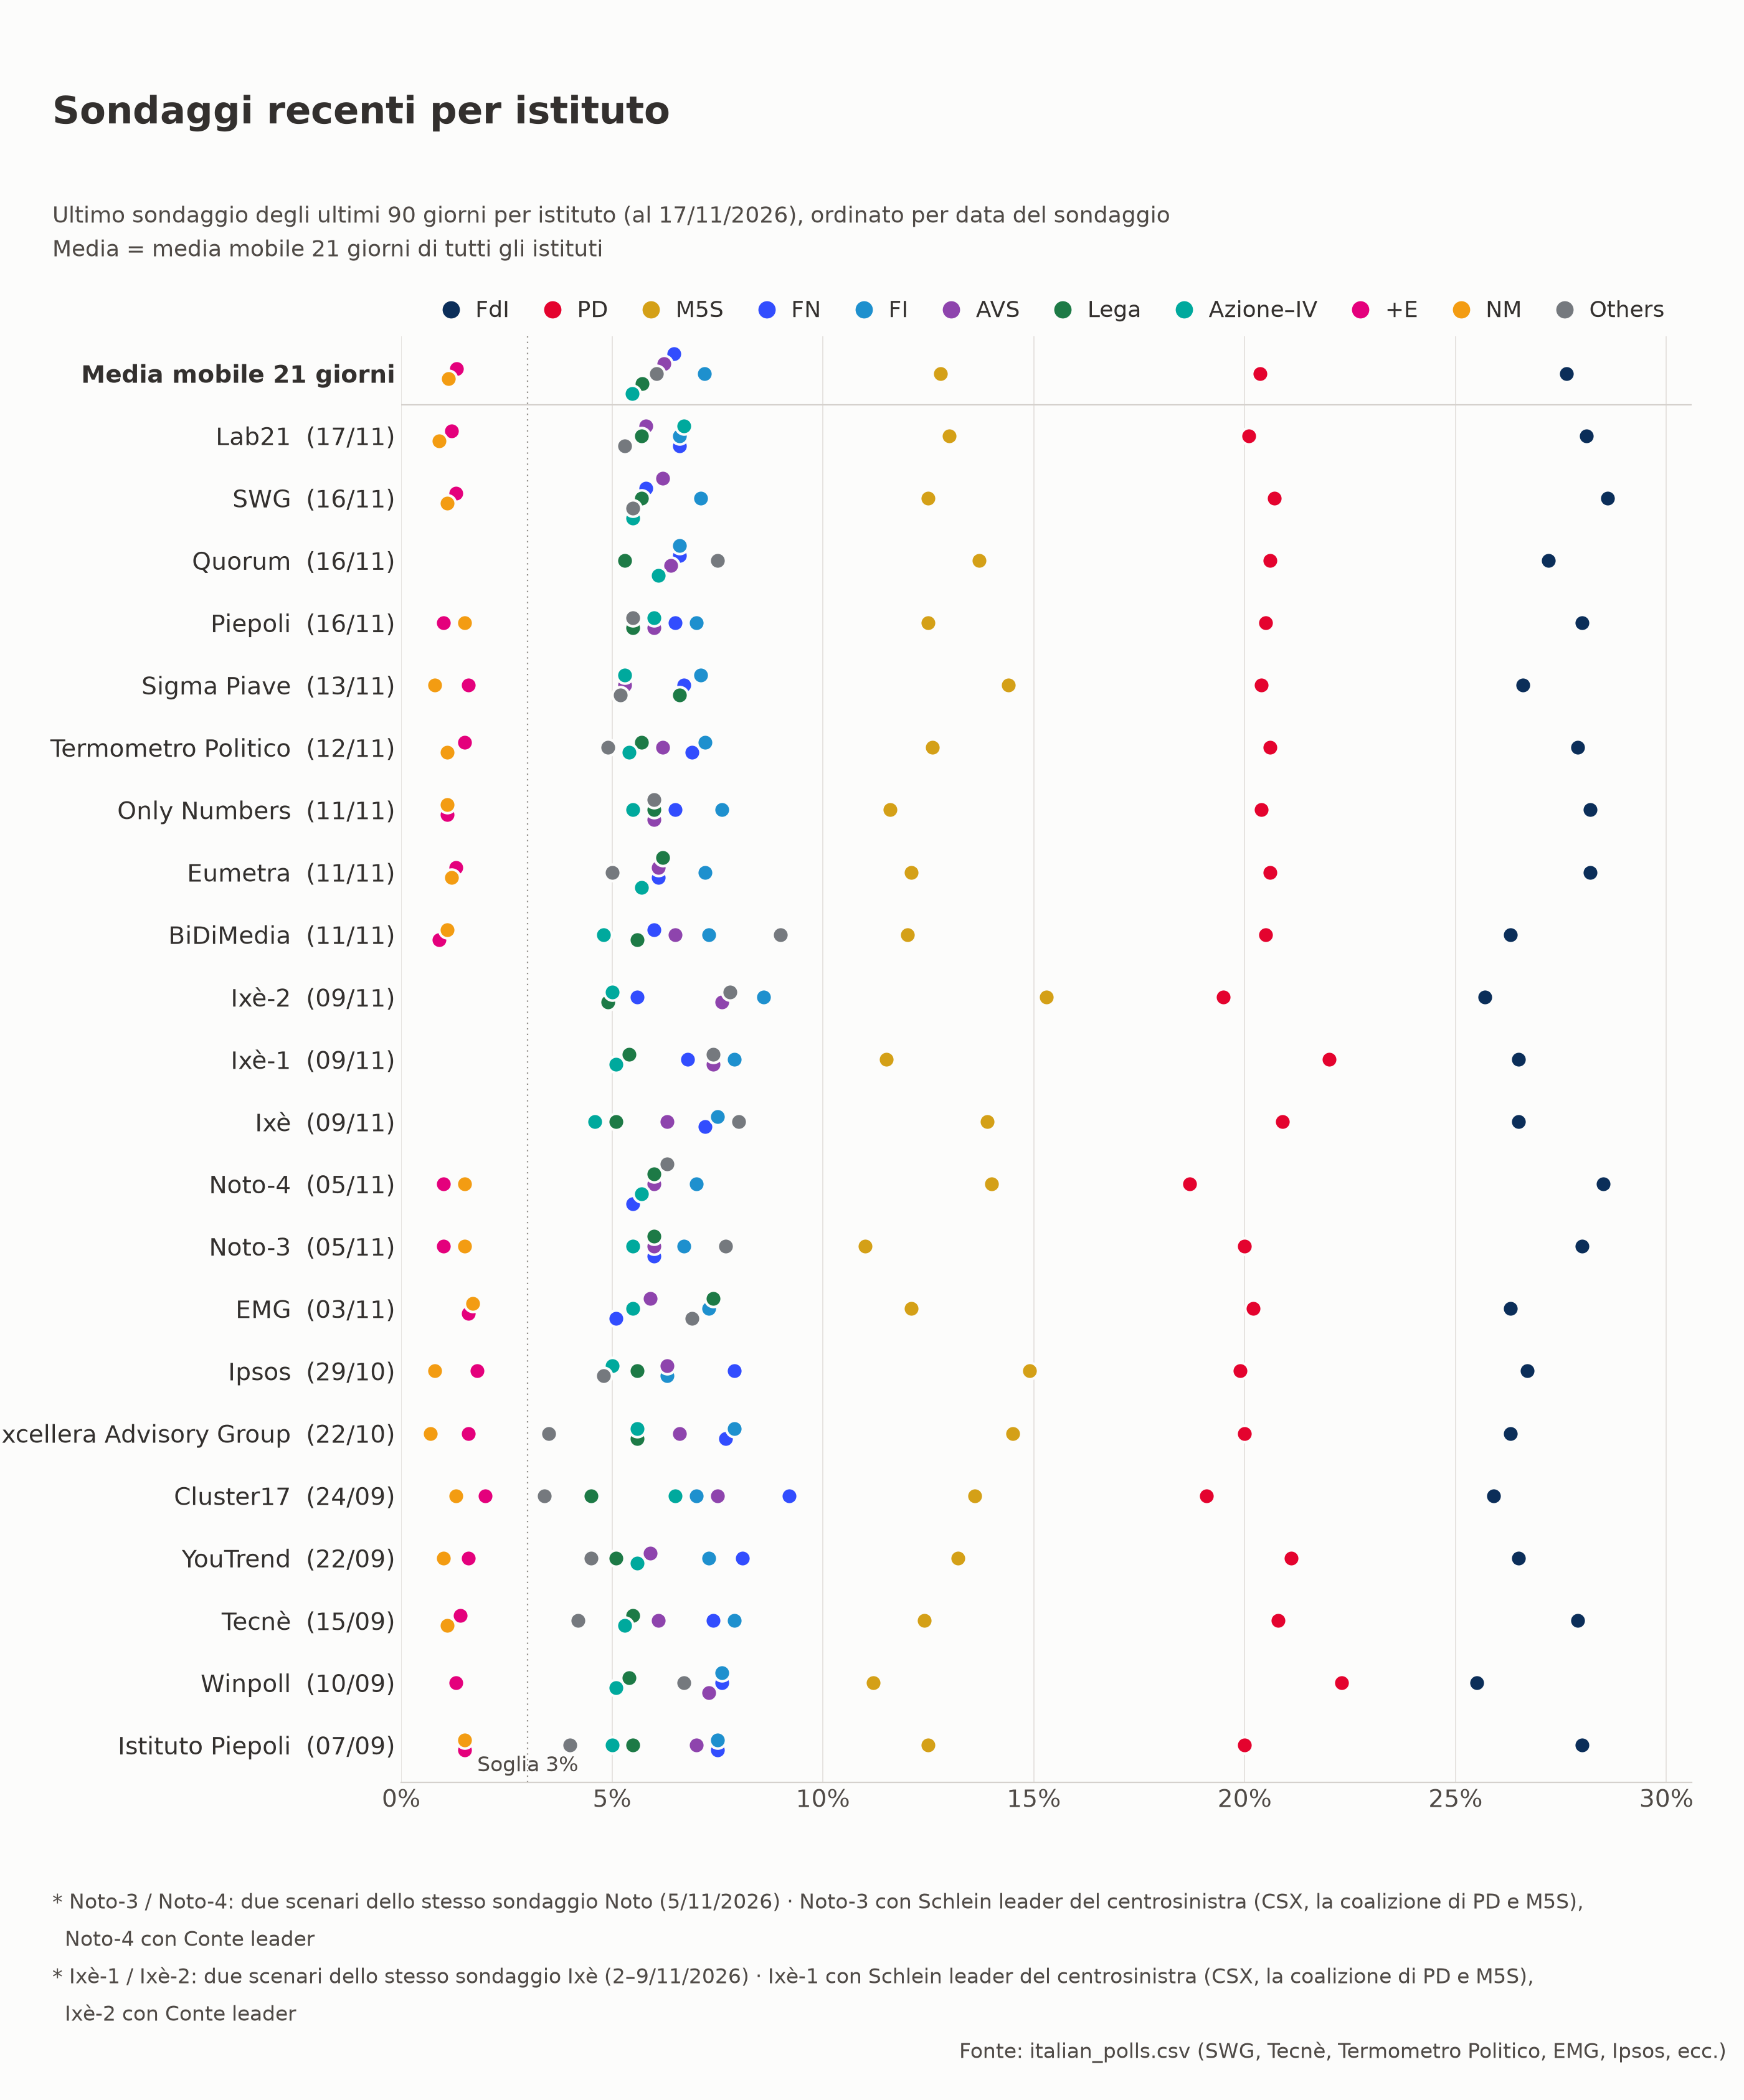 Sondaggi recenti per istituto
Ultimo sondaggio degli ultimi 90 giorni per istituto (al 17/11/2026), ordinato per data del sondaggio
Media = media mobile 21 giorni di tutti gli istituti
FdI PD M5S FN FI AVS Lega Azione–IV +E NM Others
Media mobile 21 giorni
Lab21 (17/11)
SWG (16/11)
Quorum (16/11)
Piepoli (16/11)
Sigma Piave (13/11)
Termometro Politico (12/11)
Only Numbers (11/11)
Eumetra (11/11)
BiDiMedia (11/11)
Ixè-2 (09/11)
Ixè-1 (09/11)
Ixè (09/11)
Noto-4 (05/11)
Noto-3 (05/11)
EMG (03/11)
Ipsos (29/10)
xcellera Advisory Group (22/10)
Cluster17 (24/09)
YouTrend (22/09)
Tecnè (15/09)
Winpoll (10/09)
Istituto Piepoli (07/09)
Soglia 3%
0% 5% 10% 15% 20% 25% 30%
* Noto-3 / Noto-4: due scenari dello stesso sondaggio Noto (5/11/2026) · Noto-3 con Schlein leader del centrosinistra (CSX, la coalizione di PD e M5S),
Noto-4 con Conte leader
* Ixè-1 / Ixè-2: due scenari dello stesso sondaggio Ixè (2–9/11/2026) · Ixè-1 con Schlein leader del centrosinistra (CSX, la coalizione di PD e M5S),
Ixè-2 con Conte leader
Fonte: italian_polls.csv (SWG, Tecnè, Termometro Politico, EMG, Ipsos, ecc.)